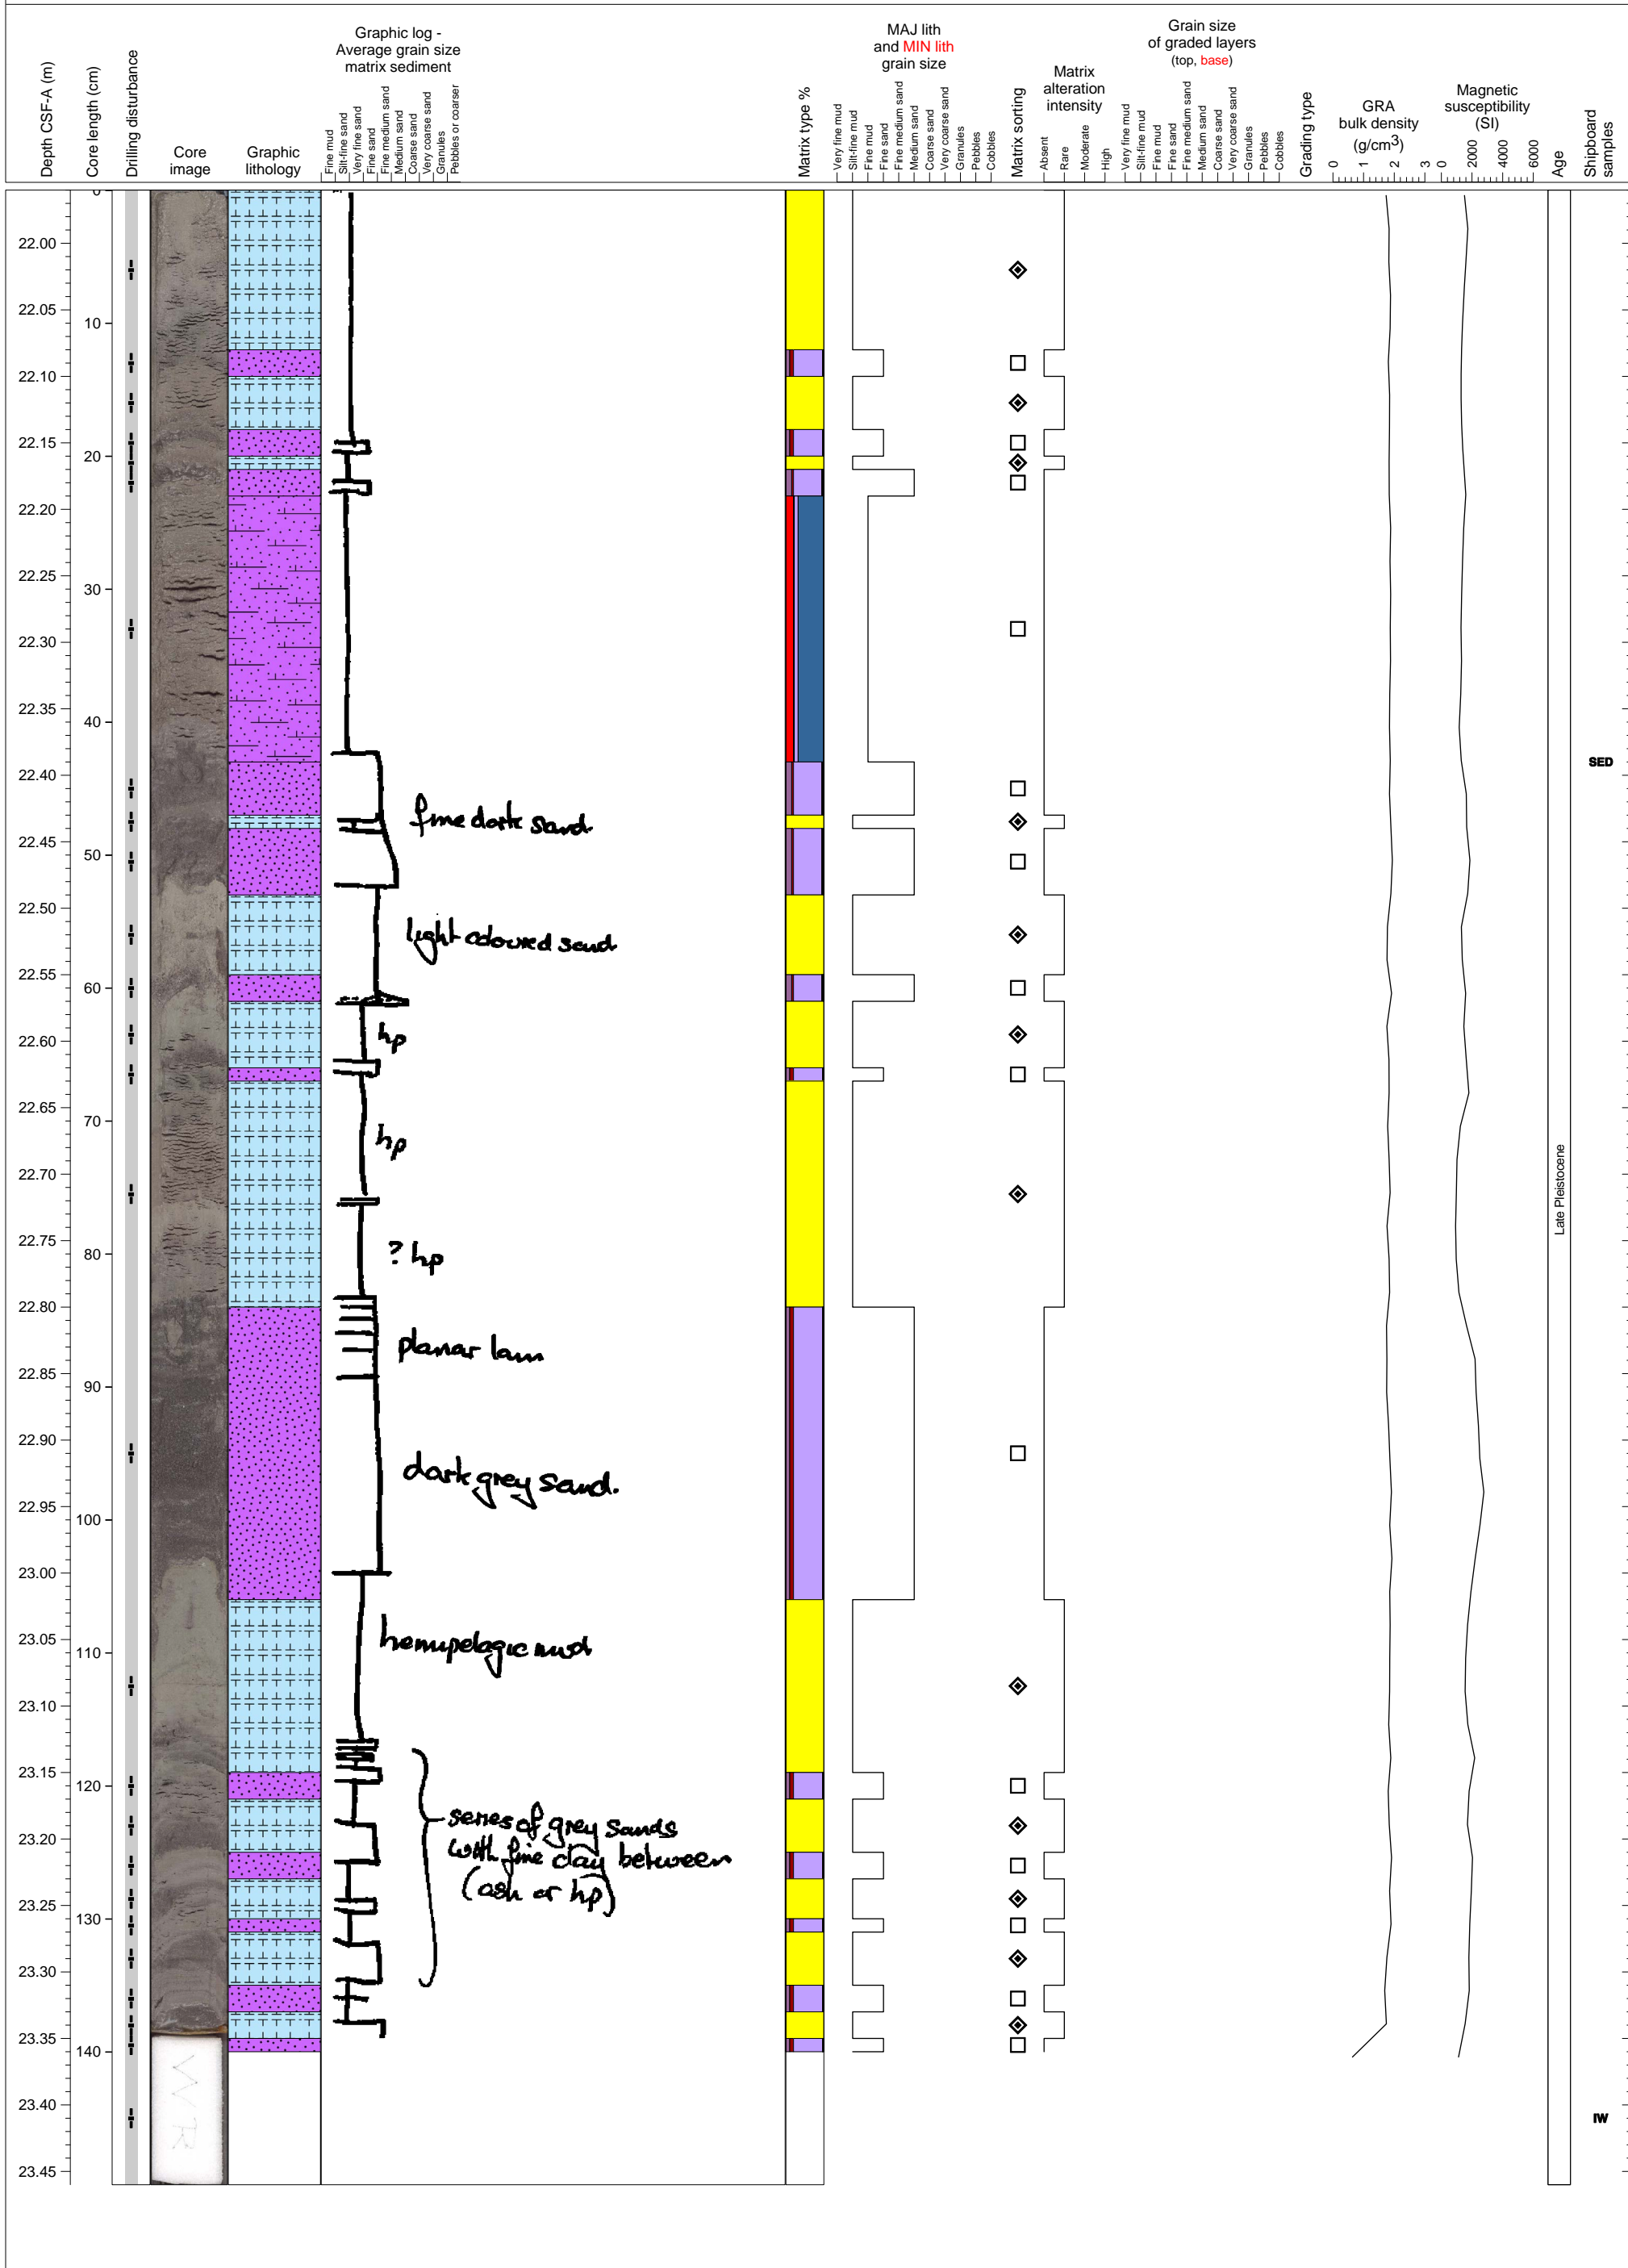 Depth CSF-A (m)
Core length (cm)
Drilling disturbance
Core
image
Graphic
lithology
Graphic log -
Average grain size
matrix sediment
Fine mud
Silt-fine sand
Very fine sand
Fine sand
Fine medium sand
Medium sand
Coarse sand
Very coarse sand
Granules
Pebbles or coarser
Matrix type %
MAJ lith
and MIN lith
grain size
Very fine mud
Silt-fine mud
Fine mud
Fine sand
Fine medium sand
Medium sand
Coarse sand
Very coarse sand
Granules
Pebbles
Cobbles
Matrix sorting
Matrix
alteration
intensity
Absent
Rare
Moderate
High
Grain size
of graded layers
(top, base)
Very fine mud
Silt-fine mud
Fine mud
Fine sand
Fine medium sand
Medium sand
Coarse sand
Very coarse sand
Granules
Pebbles
Cobbles
Grading type
GRA
bulk density
(g/cm3)
0 1 2 3
Magnetic
susceptibility
(SI)
0 2000 4000 6000
Age
Shipboard
samples
0
22.00
22.05
10
22.10
22.15
20
22.20
22.25
30
22.30
22.35
40
SED
22.40
fine dark sand
22.45
50
22.50
light coloured sand
22.55
60
22.60
hp
22.65
70
hp
22.70
22.75
80
? hp
Late Pleistocene
22.80
planar lam
22.85
90
22.90
dark grey sand.
22.95
100
23.00
23.05
hemipelagic mud
110
23.10
23.15
120
23.20
series of grey sands
with fine clay between
(ash or hp)
23.25
130
23.30
23.35
140
WR
23.40
IW
23.45